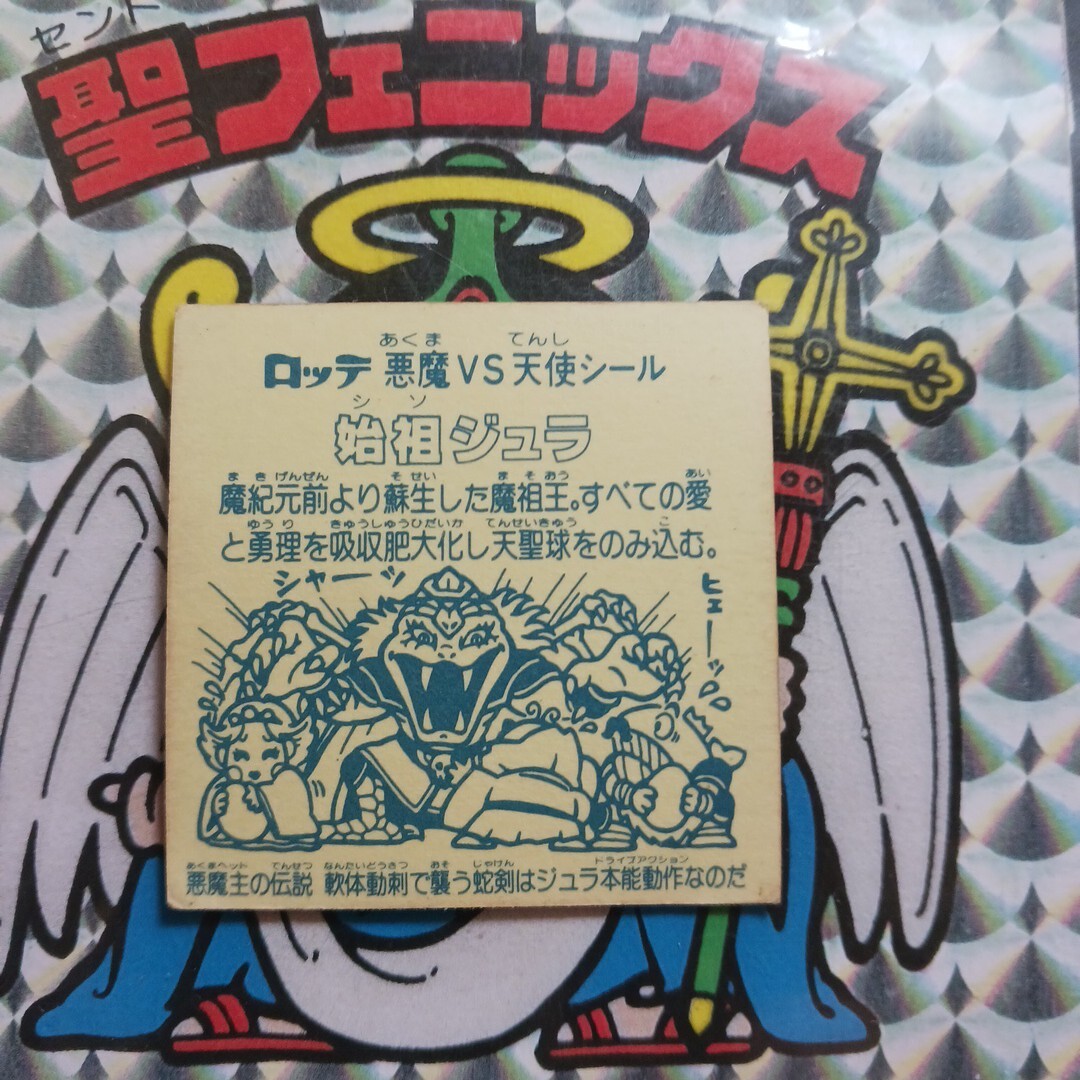 セント
聖フェニックス
あくま てんし
ロッテ 悪魔VS天使シール
シソ
始祖ジュラ
まきげんぜん そせい まそおう あい
魔紀元前より蘇生した魔祖王。すべての愛
ゆうり きゅうしゅうひだいか てんせいきゅう こ
と勇理を吸収肥大化し天聖球をのみ込む。
シャーッ
ヒェーッ
あくまヘッド でんせつ なんたいどうさつ おそ じゃけん ドライブアクション
悪魔主の伝説 軟体動刺で襲う蛇剣はジュラ本能動作なのだ